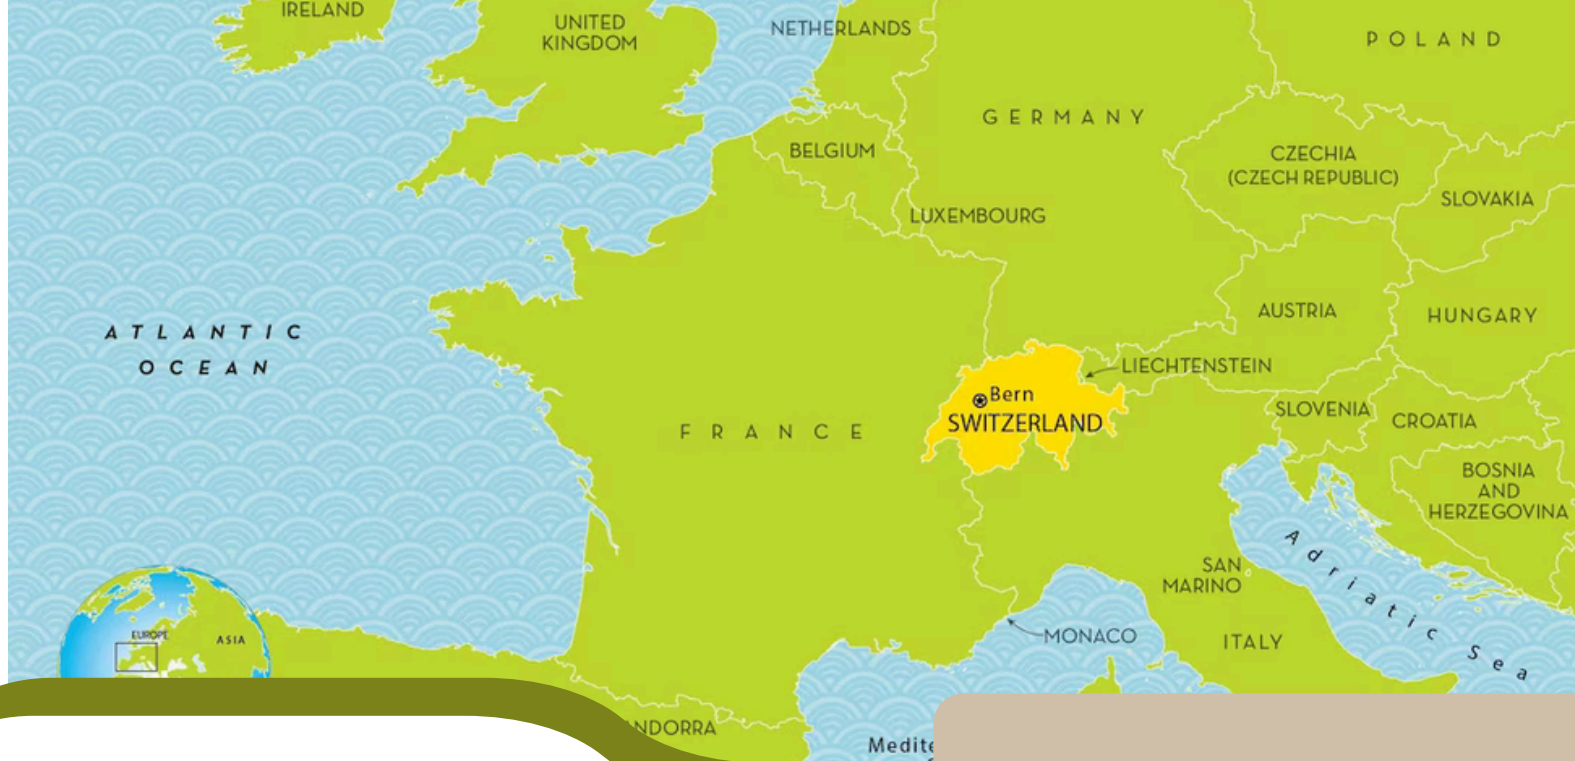 IRELAND
UNITED
KINGDOM
NETHERLANDS
POLAND
GERMANY
BELGIUM
CZECHIA
(CZECH REPUBLIC)
SLOVAKIA
LUXEMBOURG
AUSTRIA
HUNGARY
ATLANTIC
OCEAN
LIECHTENSTEIN
Bern
SWITZERLAND
SLOVENIA
CROATIA
FRANCE
BOSNIA
AND
HERZEGOVINA
Adriatic Sea
SAN
MARINO
MONACO
ITALY
EUROPE
ASIA
NDORRA
Medite